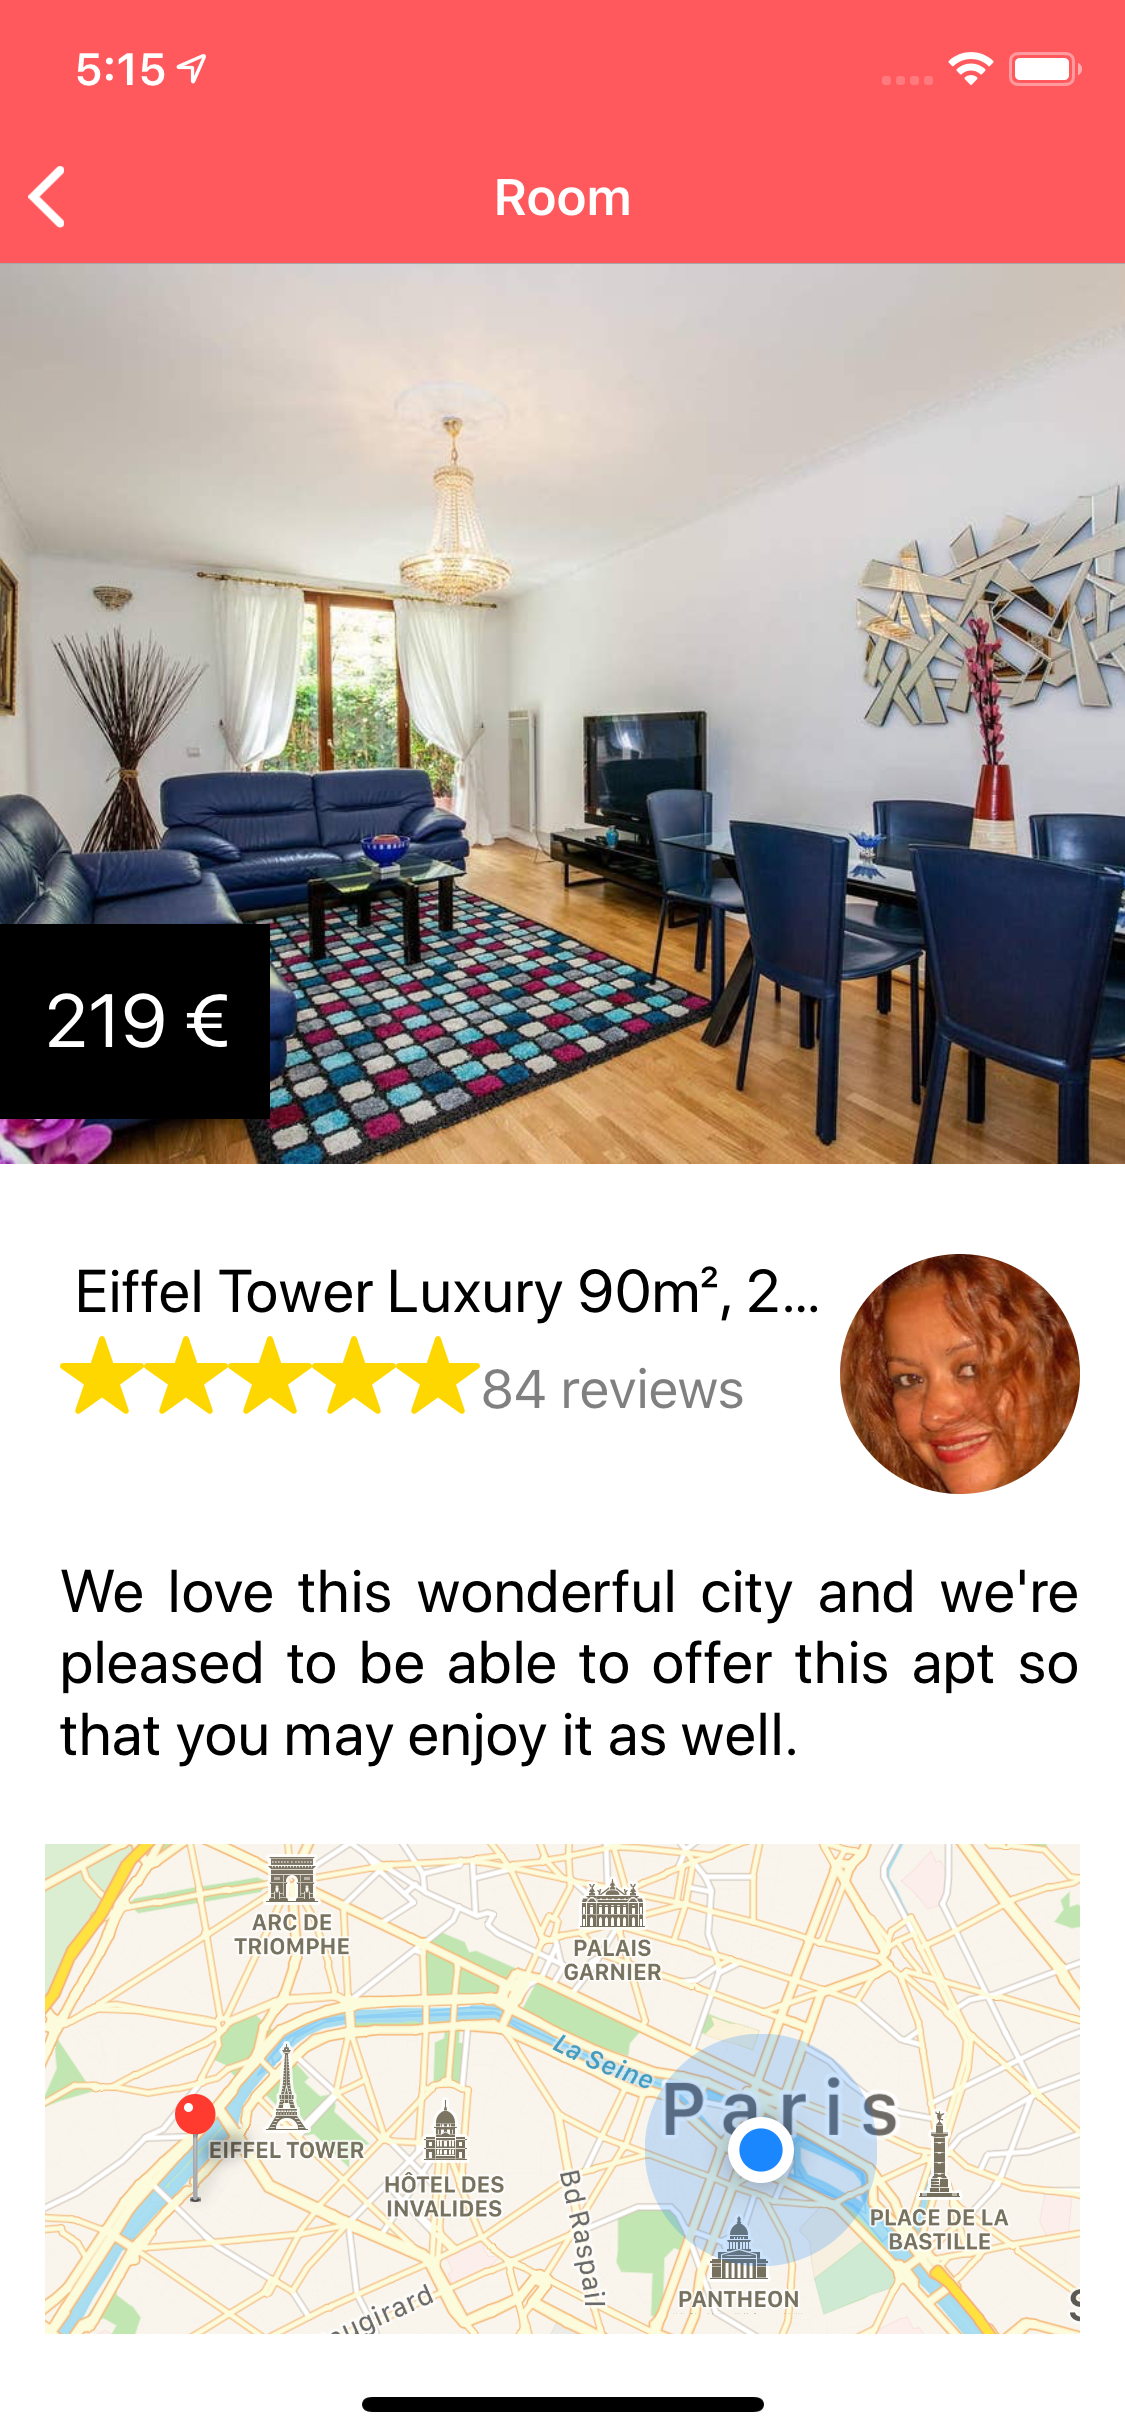 5:15
Room
219 €
Eiffel Tower Luxury 90m², 2...
84 reviews
We love this wonderful city and we're
pleased to be able to offer this apt so
that you may enjoy it as well.
ARC DE
TRIOMPHE
PALAIS
GARNIER
La Seine
Paris
EIFFEL TOWER
HÔTEL DES
INVALIDES
Bd Raspail
PLACE DE LA
BASTILLE
PANTHEON
augirard
S